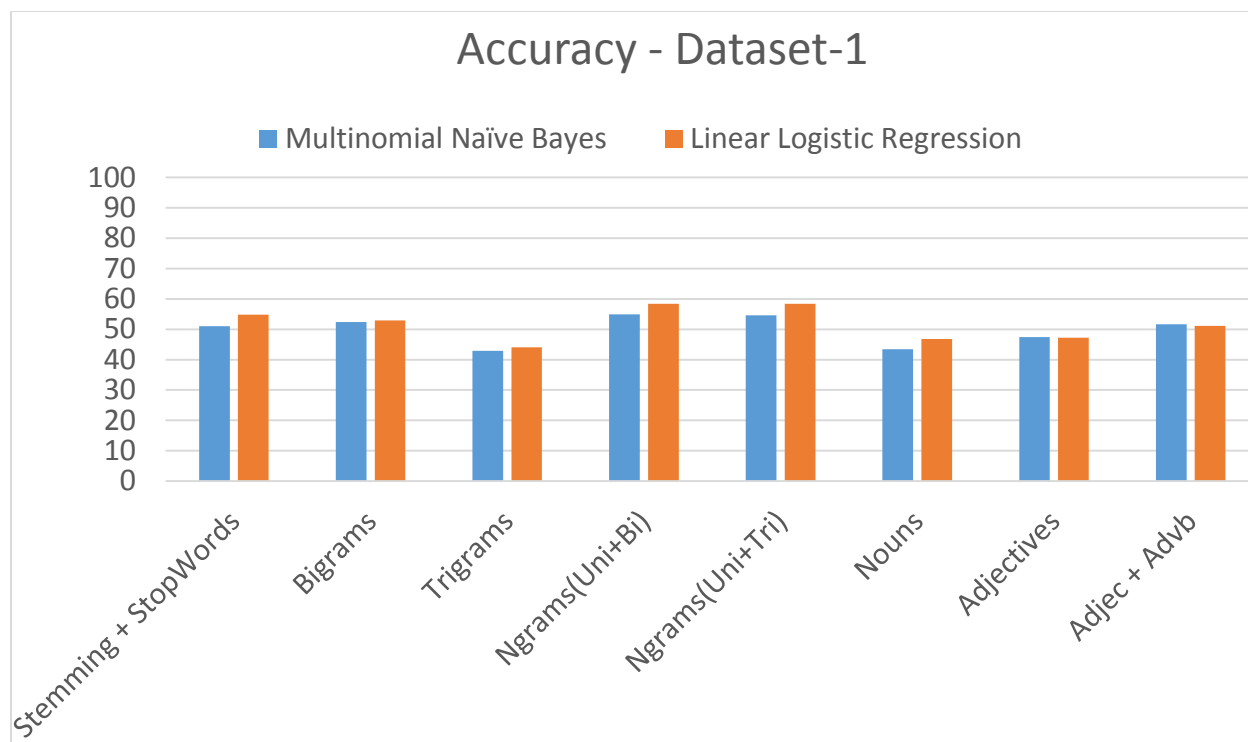 Accuracy - Dataset-1
Multinomial Naïve Bayes
Linear Logistic Regression
100
90
80
70
60
50
40
30
20
10
0
Stemming + StopWords
Bigrams
Trigrams
Ngrams(Uni+Bi)
Ngrams(Uni+Tri)
Nouns
Adjectives
Adjec + Advb